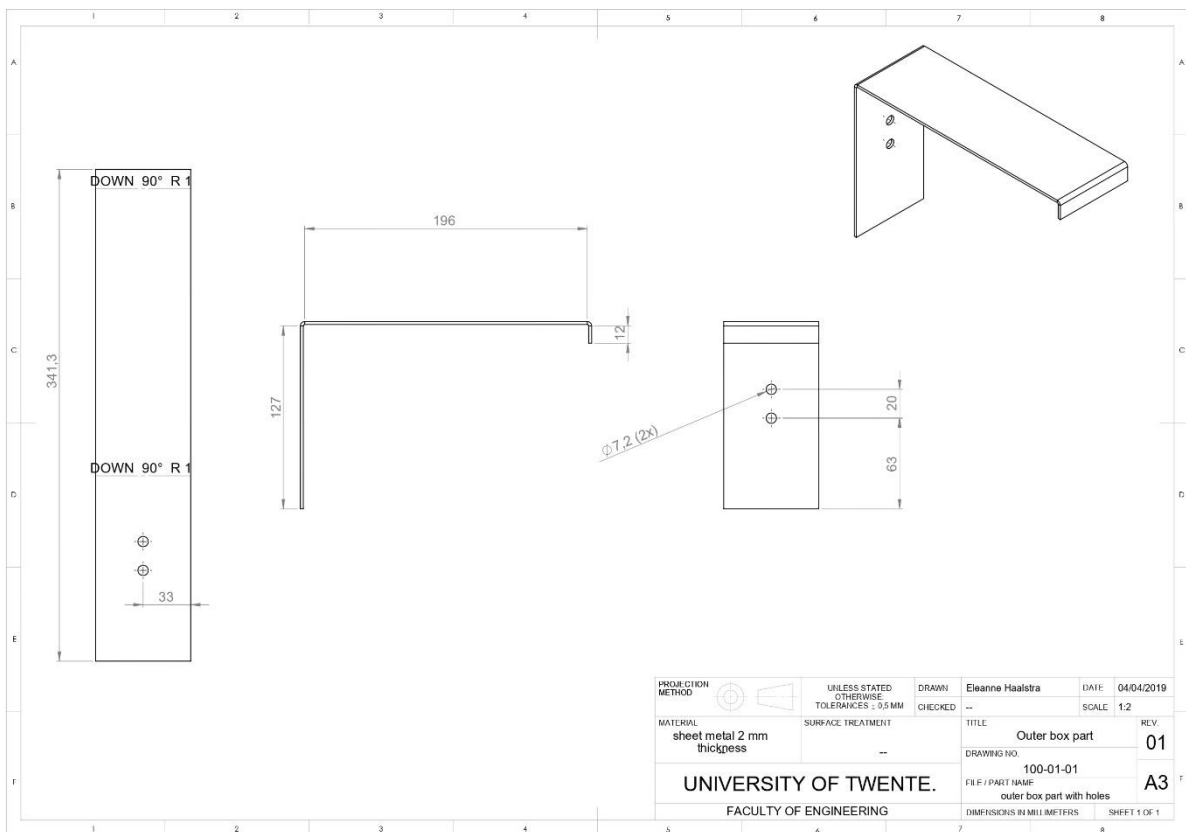 1 2 3 4 5 6 7 8
A A
B B
C C
D D
E E
F F
1 2 3 4 5 6 7 8
DOWN 90° R 1
341,3
DOWN 90° R 1
33
196
127
12
Ø7,2 (2x)
20
63
PROJECTION
METHOD
UNLESS STATED
OTHERWISE:
TOLERANCES ± 0,5 MM
DRAWN Eleanne Haalstra DATE 04/04/2019
CHECKED -- SCALE 1:2
MATERIAL
sheet metal 2 mm
thickness
SURFACE TREATMENT
--
TITLE
Outer box part
REV.
01
DRAWING NO.
100-01-01
UNIVERSITY OF TWENTE.
FILE / PART NAME
outer box part with holes
A3
FACULTY OF ENGINEERING
DIMENSIONS IN MILLIMETERS SHEET 1 OF 1